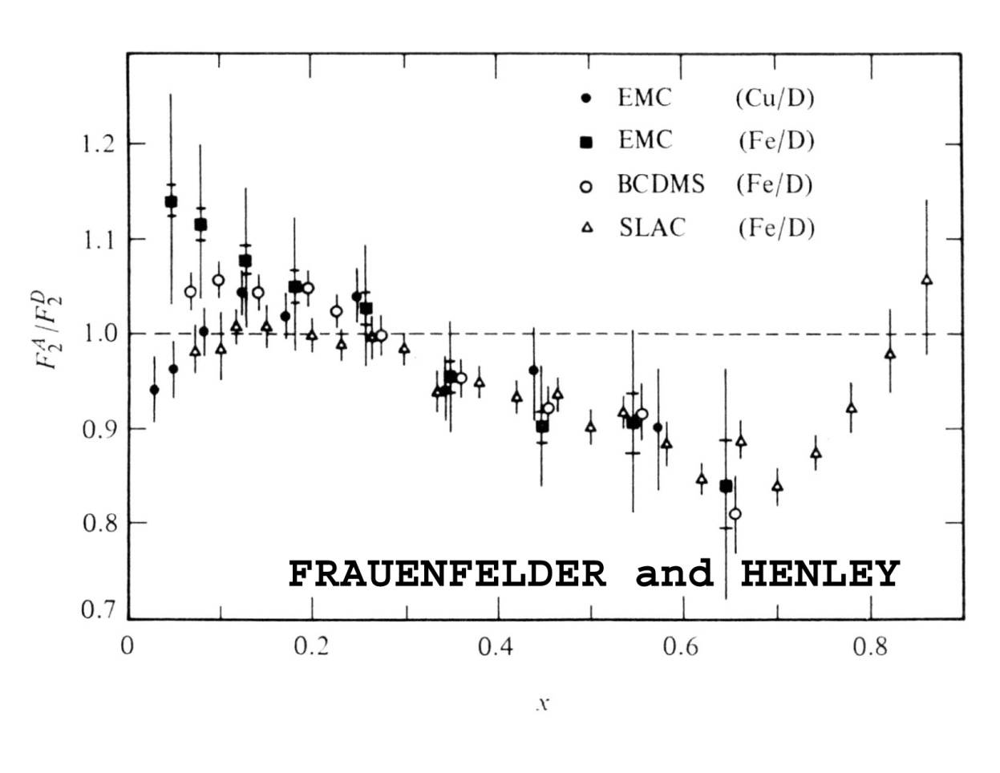 EMC (Cu/D)
EMC (Fe/D)
BCDMS (Fe/D)
SLAC (Fe/D)
1.2
1.1
1.0
0.9
0.8
0.7
F₂ᴬ/F₂ᴰ
FRAUENFELDER and HENLEY
0 0.2 0.4 0.6 0.8
x